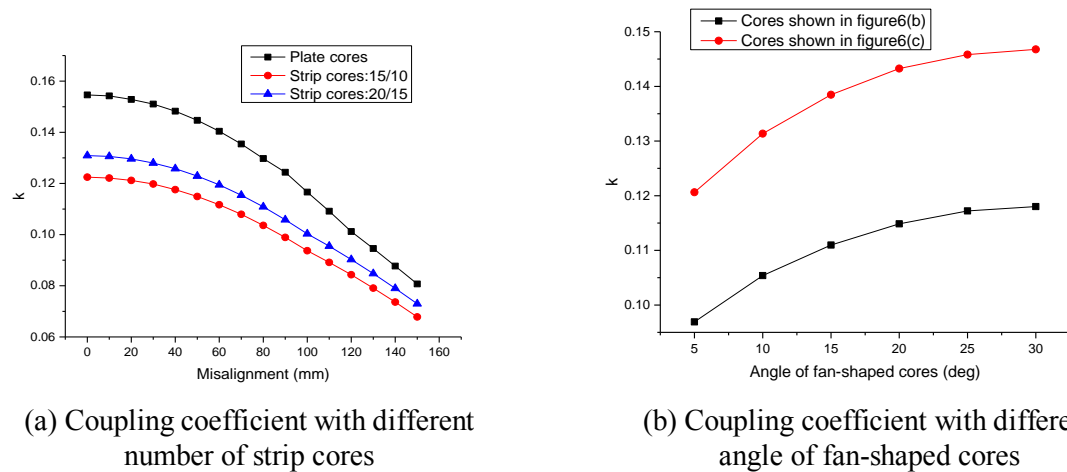 Plate cores
Strip cores:15/10
Strip cores:20/15
0.16
0.14
0.12
0.10
0.08
0.06
k
0 20 40 60 80 100 120 140 160
Misalignment (mm)
(a) Coupling coefficient with different
number of strip cores
Cores shown in figure6(b)
Cores shown in figure6(c)
0.15
0.14
0.13
0.12
0.11
0.10
k
5 10 15 20 25 30
Angle of fan-shaped cores (deg)
(b) Coupling coefficient with differe
angle of fan-shaped cores